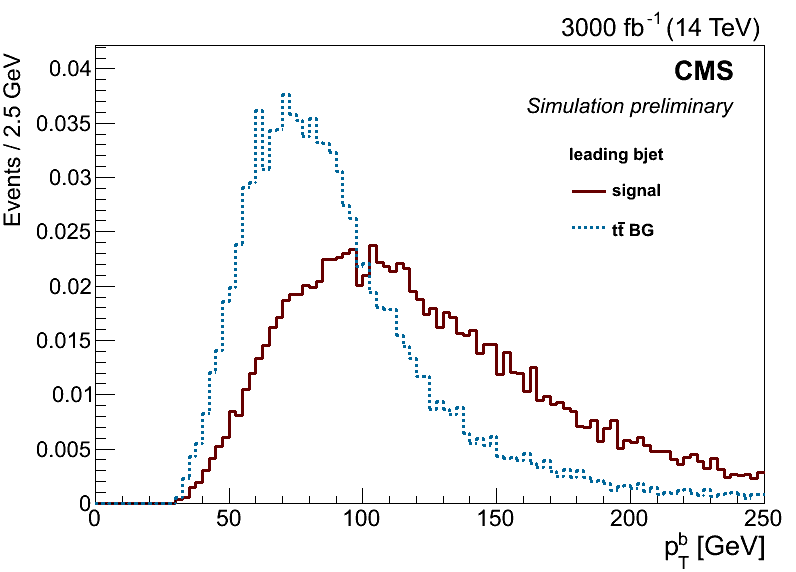 3000 fb⁻¹ (14 TeV)
CMS
Simulation preliminary
leading bjet
signal
tt̄ BG
Events / 2.5 GeV
0.04
0.035
0.03
0.025
0.02
0.015
0.01
0.005
0
0 50 100 150 200 250
p_T^b [GeV]